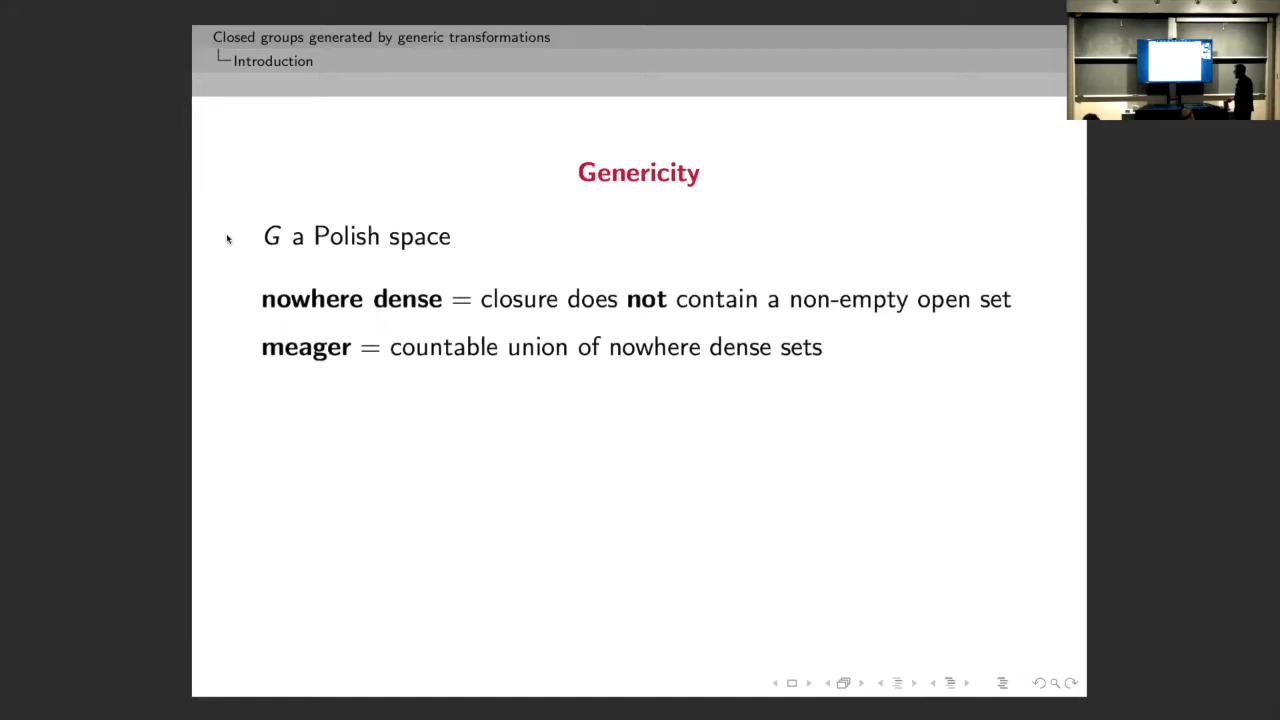 Closed groups generated by generic transformations
Introduction
Genericity
G a Polish space
nowhere dense = closure does not contain a non-empty open set
meager = countable union of nowhere dense sets